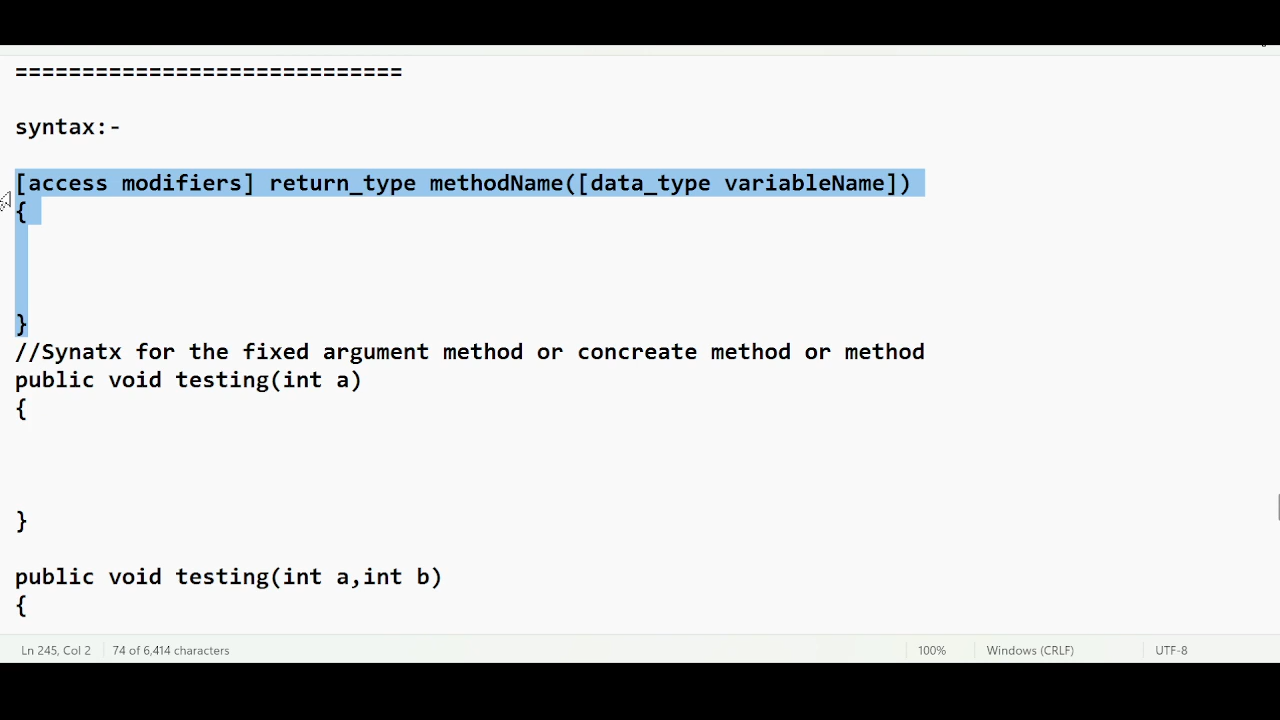 =============================
syntax:-
[access modifiers] return_type methodName([data_type variableName])
{
}
//Synatx for the fixed argument method or concreate method or method
public void testing(int a)
{
}
public void testing(int a,int b)
{
Ln 245, Col 2 74 of 6,414 characters 100% Windows (CRLF) UTF-8